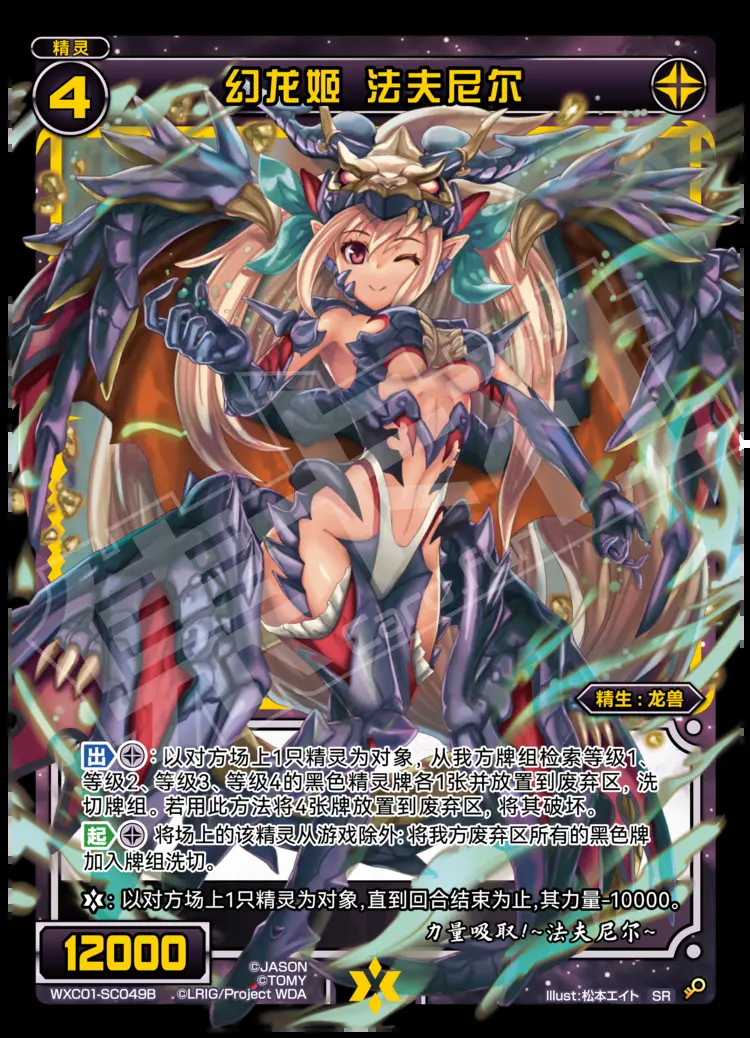 精灵
4
幻龙姬 法夫尼尔
精生:龙兽
出:以对方场上1只精灵为对象,从我方牌组检索等级1、
等级2、等级3、等级4的黑色精灵牌各1张并放置到废弃区,洗
切牌组。若用此方法将4张牌放置到废弃区,将其破坏。
起 将场上的该精灵从游戏除外:将我方废弃区所有的黑色牌
加入牌组洗切。
:以对方场上1只精灵为对象,直到回合结束为止,其力量-10000。
力量吸取!~法夫尼尔~
12000
©JASON
©TOMY
WXC01-SC049B ©LRIG/Project WDA
Illust:松本エイト SR